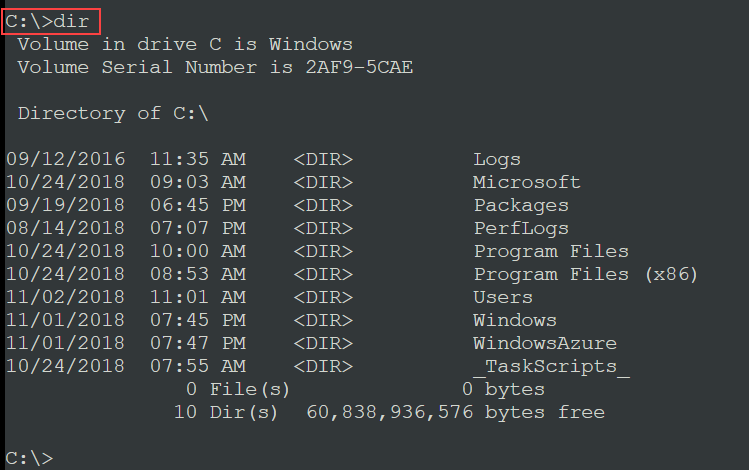 C:\>dir
 Volume in drive C is Windows
 Volume Serial Number is 2AF9-5CAE
 Directory of C:\
09/12/2016  11:35 AM    <DIR>          Logs
10/24/2018  09:03 AM    <DIR>          Microsoft
09/19/2018  06:45 PM    <DIR>          Packages
08/14/2018  07:07 PM    <DIR>          PerfLogs
10/24/2018  10:00 AM    <DIR>          Program Files
10/24/2018  08:53 AM    <DIR>          Program Files (x86)
11/02/2018  11:01 AM    <DIR>          Users
11/01/2018  07:45 PM    <DIR>          Windows
11/01/2018  07:47 PM    <DIR>          WindowsAzure
10/24/2018  07:55 AM    <DIR>          _TaskScripts_
               0 File(s)              0 bytes
              10 Dir(s)  60,838,936,576 bytes free
C:\>